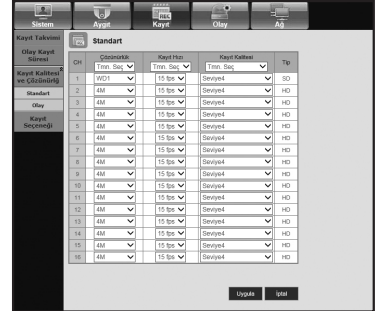 Sistem Aygıt Kayıt Olay Ağ
REC
Kayıt Takvimi
Olay Kayıt
Süresi
Kayıt Kalitesi
ve Çözünürlğ
Standart
Olay
Kayıt
Seçeneği
Standart
CH Çözünürlük Kayıt Hızı Kayıt Kalitesi Tip
Tmn. Seç Tmn. Seç Tmn. Seç
1 WD1 15 fps Seviye4 SD
2 4M 15 fps Seviye4 HD
3 4M 15 fps Seviye4 HD
4 4M 15 fps Seviye4 HD
5 4M 15 fps Seviye4 HD
6 4M 15 fps Seviye4 HD
7 4M 15 fps Seviye4 HD
8 4M 15 fps Seviye4 HD
9 4M 15 fps Seviye4 HD
10 4M 15 fps Seviye4 HD
11 4M 15 fps Seviye4 HD
12 4M 15 fps Seviye4 HD
13 4M 15 fps Seviye4 HD
14 4M 15 fps Seviye4 HD
15 4M 15 fps Seviye4 HD
16 4M 15 fps Seviye4 HD
Uygula İptal